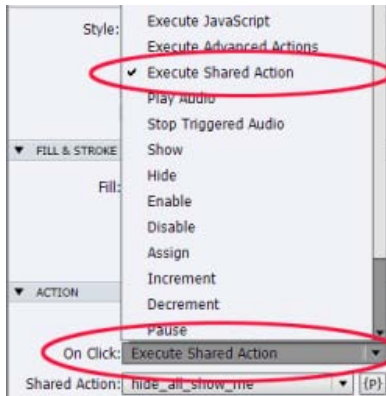 Style:
Execute JavaScript
Execute Advanced Actions
✔ Execute Shared Action
Play Audio
Stop Triggered Audio
▼ FILL & STROKE
Show
Fill:
Hide
Enable
Disable
Assign
Increment
▼ ACTION
Decrement
Pause
On Click: Execute Shared Action
Shared Action: hide_all_show_me {P}